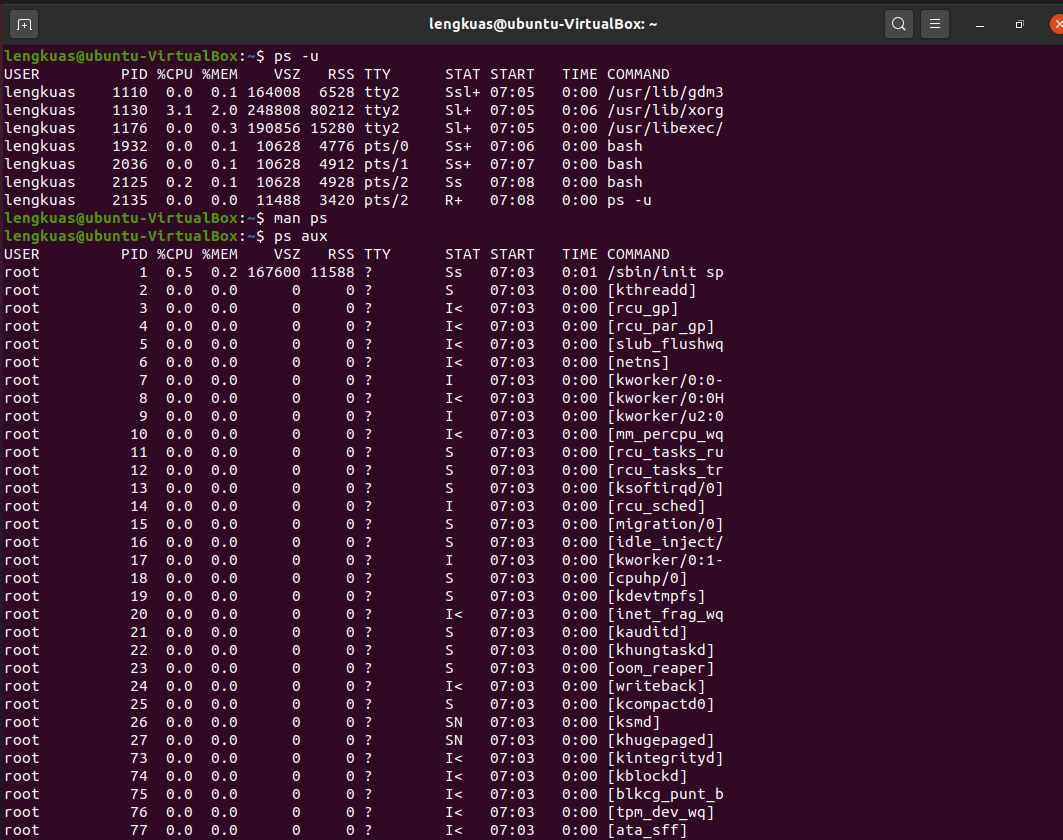 lengkuas@ubuntu-VirtualBox: ~
lengkuas@ubuntu-VirtualBox:~$ ps -u
USER         PID %CPU %MEM    VSZ   RSS TTY      STAT START   TIME COMMAND
lengkuas    1110  0.0  0.1 164008  6528 tty2     Ssl+ 07:05   0:00 /usr/lib/gdm3
lengkuas    1130  3.1  2.0 248808 80212 tty2     Sl+  07:05   0:06 /usr/lib/xorg
lengkuas    1176  0.0  0.3 190856 15280 tty2     Sl+  07:05   0:00 /usr/libexec/
lengkuas    1932  0.0  0.1  10628  4776 pts/0    Ss+  07:06   0:00 bash
lengkuas    2036  0.0  0.1  10628  4912 pts/1    Ss+  07:07   0:00 bash
lengkuas    2125  0.2  0.1  10628  4928 pts/2    Ss   07:08   0:00 bash
lengkuas    2135  0.0  0.0  11488  3420 pts/2    R+   07:08   0:00 ps -u
lengkuas@ubuntu-VirtualBox:~$ man ps
lengkuas@ubuntu-VirtualBox:~$ ps aux
USER         PID %CPU %MEM    VSZ   RSS TTY      STAT START   TIME COMMAND
root           1  0.5  0.2 167600 11588 ?        Ss   07:03   0:01 /sbin/init sp
root           2  0.0  0.0      0     0 ?        S    07:03   0:00 [kthreadd]
root           3  0.0  0.0      0     0 ?        I<   07:03   0:00 [rcu_gp]
root           4  0.0  0.0      0     0 ?        I<   07:03   0:00 [rcu_par_gp]
root           5  0.0  0.0      0     0 ?        I<   07:03   0:00 [slub_flushwq
root           6  0.0  0.0      0     0 ?        I<   07:03   0:00 [netns]
root           7  0.0  0.0      0     0 ?        I    07:03   0:00 [kworker/0:0-
root           8  0.0  0.0      0     0 ?        I<   07:03   0:00 [kworker/0:0H
root           9  0.0  0.0      0     0 ?        I    07:03   0:00 [kworker/u2:0
root          10  0.0  0.0      0     0 ?        I<   07:03   0:00 [mm_percpu_wq
root          11  0.0  0.0      0     0 ?        S    07:03   0:00 [rcu_tasks_ru
root          12  0.0  0.0      0     0 ?        S    07:03   0:00 [rcu_tasks_tr
root          13  0.0  0.0      0     0 ?        S    07:03   0:00 [ksoftirqd/0]
root          14  0.0  0.0      0     0 ?        I    07:03   0:00 [rcu_sched]
root          15  0.0  0.0      0     0 ?        S    07:03   0:00 [migration/0]
root          16  0.0  0.0      0     0 ?        S    07:03   0:00 [idle_inject/
root          17  0.0  0.0      0     0 ?        I    07:03   0:00 [kworker/0:1-
root          18  0.0  0.0      0     0 ?        S    07:03   0:00 [cpuhp/0]
root          19  0.0  0.0      0     0 ?        S    07:03   0:00 [kdevtmpfs]
root          20  0.0  0.0      0     0 ?        I<   07:03   0:00 [inet_frag_wq
root          21  0.0  0.0      0     0 ?        S    07:03   0:00 [kauditd]
root          22  0.0  0.0      0     0 ?        S    07:03   0:00 [khungtaskd]
root          23  0.0  0.0      0     0 ?        S    07:03   0:00 [oom_reaper]
root          24  0.0  0.0      0     0 ?        I<   07:03   0:00 [writeback]
root          25  0.0  0.0      0     0 ?        S    07:03   0:00 [kcompactd0]
root          26  0.0  0.0      0     0 ?        SN   07:03   0:00 [ksmd]
root          27  0.0  0.0      0     0 ?        SN   07:03   0:00 [khugepaged]
root          73  0.0  0.0      0     0 ?        I<   07:03   0:00 [kintegrityd]
root          74  0.0  0.0      0     0 ?        I<   07:03   0:00 [kblockd]
root          75  0.0  0.0      0     0 ?        I<   07:03   0:00 [blkcg_punt_b
root          76  0.0  0.0      0     0 ?        I<   07:03   0:00 [tpm_dev_wq]
root          77  0.0  0.0      0     0 ?        I<   07:03   0:00 [ata_sff]